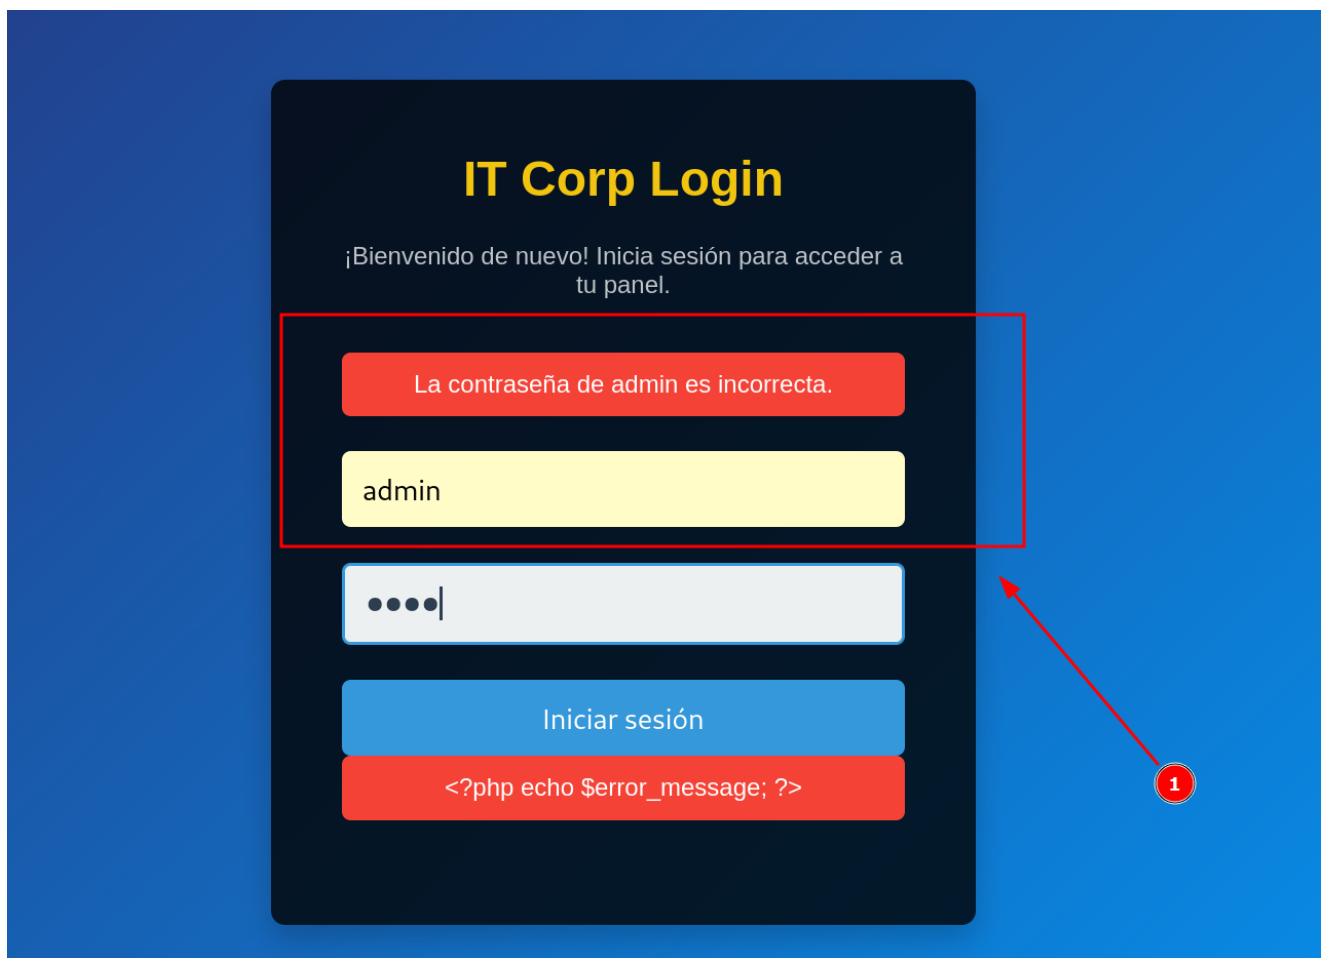 IT Corp Login
¡Bienvenido de nuevo! Inicia sesión para acceder a
tu panel.
La contraseña de admin es incorrecta.
admin
Iniciar sesión
<?php echo $error_message; ?>
1